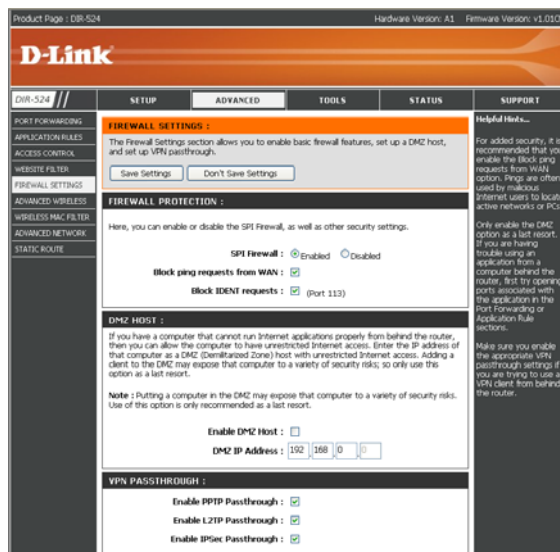 Product Page : DIR-524 Hardware Version: A1 Firmware Version: v1.01
D-Link
DIR-524 SETUP ADVANCED TOOLS STATUS SUPPORT
PORT FORWARDING
APPLICATION RULES
ACCESS CONTROL
WEBSITE FILTER
FIREWALL SETTINGS
ADVANCED WIRELESS
WIRELESS MAC FILTER
ADVANCED NETWORK
STATIC ROUTE
FIREWALL SETTINGS :
The Firewall Settings section allows you to enable basic firewall features, set up a DMZ host,
and set up VPN passthrough.
Save Settings Don't Save Settings
FIREWALL PROTECTION :
Here, you can enable or disable the SPI Firewall, as well as other security settings.
SPI Firewall : Enabled Disabled
Block ping requests from WAN :
Block IDENT requests : (Port 113)
DMZ HOST :
If you have a computer that cannot run Internet applications properly from behind the router,
then you can allow the computer to have unrestricted Internet access. Enter the IP address of
that computer as a DMZ (Demilitarized Zone) host with unrestricted Internet access. Adding a
client to the DMZ may expose that computer to a variety of security risks; so only use this
option as a last resort.
Note : Putting a computer in the DMZ may expose that computer to a variety of security risks.
Use of this option is only recommended as a last resort.
Enable DMZ Host :
DMZ IP Address : 192 .168 .0 .0
VPN PASSTHROUGH :
Enable PPTP Passthrough :
Enable L2TP Passthrough :
Enable IPSec Passthrough :
Helpful Hints...
For added security, it is
recommended that you
enable the Block ping
requests from WAN
option. Pings are often
used by malicious
Internet users to locate
active networks or PCs.
Only enable the DMZ
option as a last resort.
If you are having
trouble using an
application from a
computer behind the
router, first try opening
ports associated with
the application in the
Port Forwarding or
Application Rule
sections.
Make sure you enable
the appropriate VPN
passthrough settings if
you are trying to use a
VPN client from behind
the router.